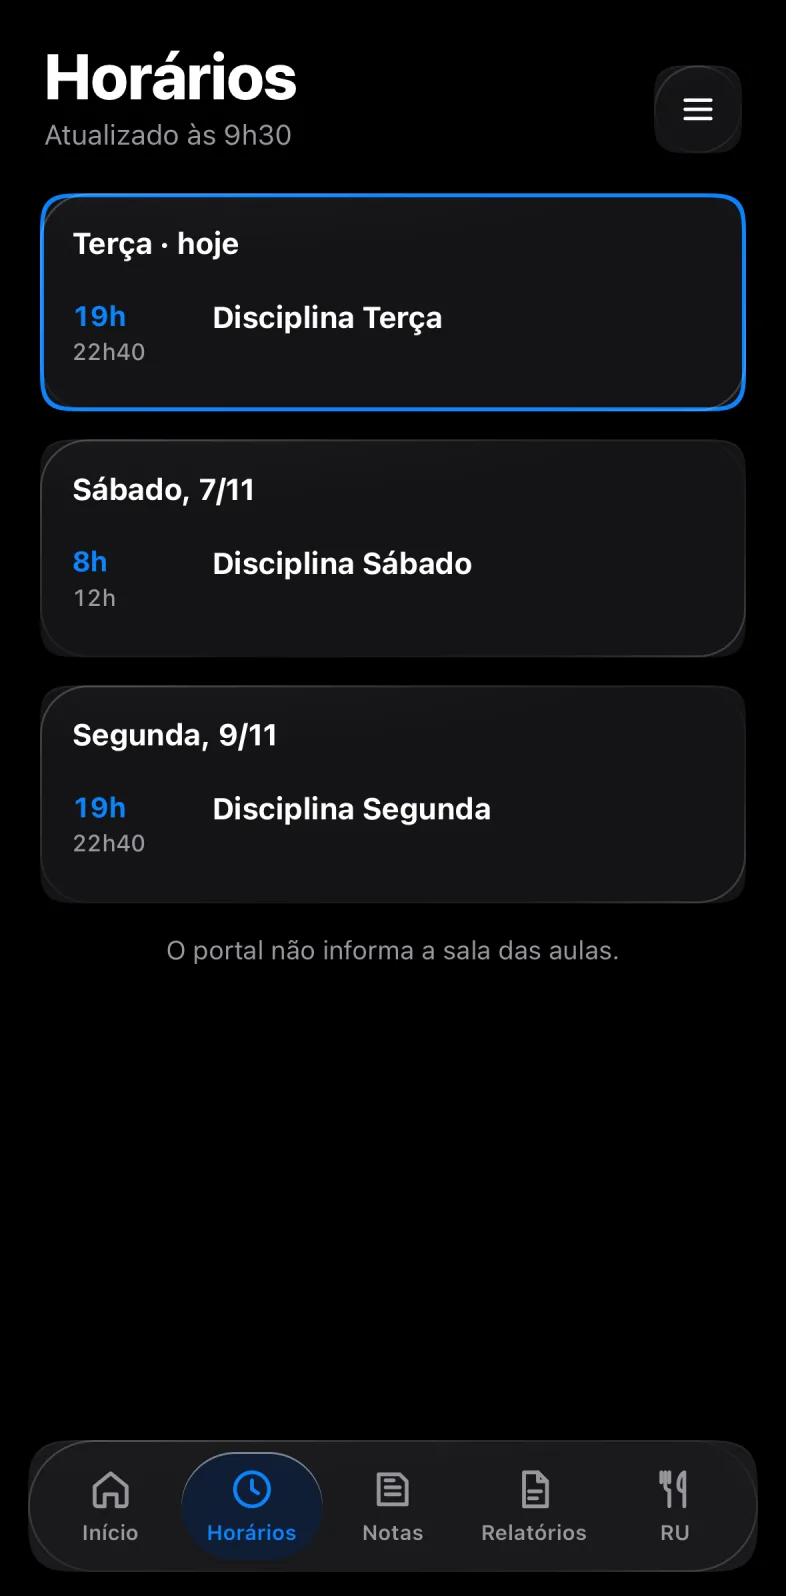 Horários
Atualizado às 9h30
Terça · hoje
19h Disciplina Terça
22h40
Sábado, 7/11
8h Disciplina Sábado
12h
Segunda, 9/11
19h Disciplina Segunda
22h40
O portal não informa a sala das aulas.
Início Horários Notas Relatórios RU